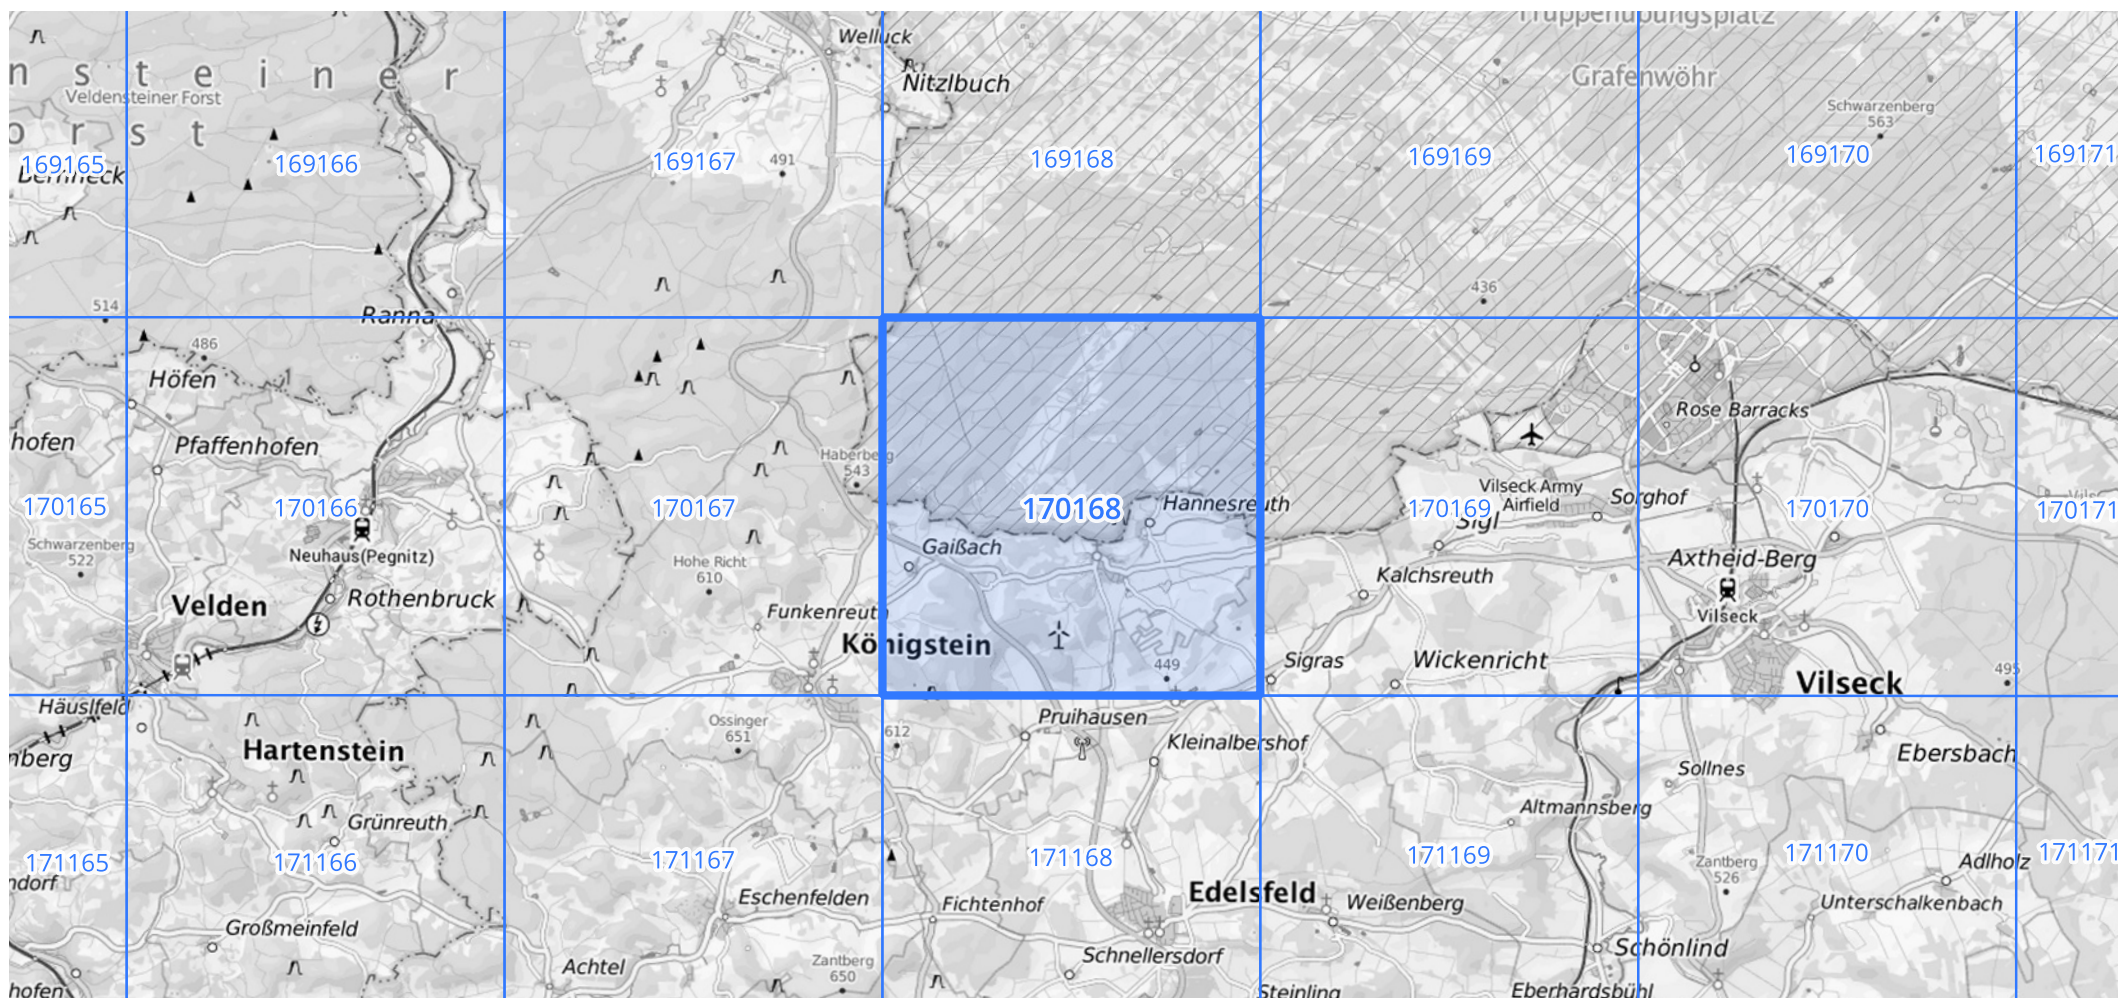 Truppenübungsplatz
Grafenwöhr
Welluck
Nitzlbuch
n s t e i n e r
Veldensteiner Forst
o r s t
Schwarzenberg
563
169165
169166
169167
491
169168
169169
169170
169171
Bernheck
514
Ranna
436
486
Höfen
hofen
Pfaffenhofen
Rose Barracks
Haberberg
543
170165
170166
170167
170168
Hannesreuth
170169
Vilseck Army
Airfield
Sigl
Sorghof
170170
170171
Schwarzenberg
522
Neuhaus(Pegnitz)
Hohe Richt
610
Gaißach
Kalchsreuth
Axtheid-Berg
Velden
Rothenbruck
Funkenreuth
Vilseck
Königstein
449
Sigras
Wickenricht
495
Vilseck
Häuslfeld
Hartenstein
Ossinger
651
612
Pruihausen
Kleinalbershof
Ebersbach
nberg
Sollnes
Altmannsberg
Grünreuth
171165
171166
171167
171168
171169
171170
171171
Zantberg
526
Adlholz
ndorf
Eschenfelden
Fichtenhof
Edelsfeld
Weißenberg
Unterschalkenbach
Großmeinfeld
Schönlind
Achtel
Zantberg
650
Schnellersdorf
hofen
Steinling
Eberhardsbühl